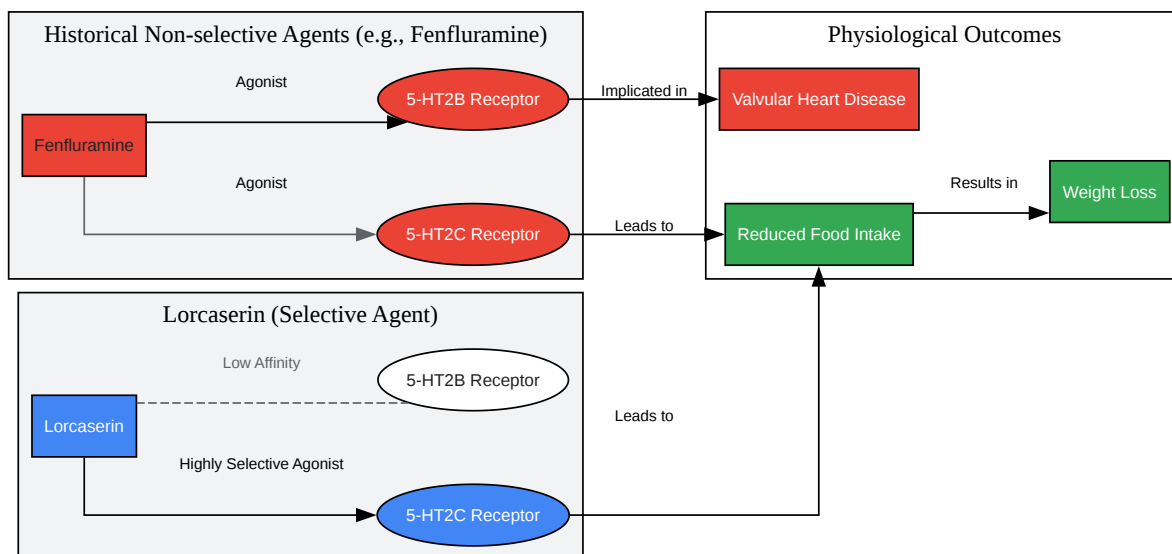 Historical Non-selective Agents (e.g., Fenfluramine)
Agonist
5-HT2B Receptor
Fenfluramine
Agonist
5-HT2C Receptor
Implicated in
Leads to
Physiological Outcomes
Valvular Heart Disease
Reduced Food Intake
Results in
Weight Loss
Lorcaserin (Selective Agent)
Low Affinity
5-HT2B Receptor
Lorcaserin
Highly Selective Agonist
5-HT2C Receptor
Leads to